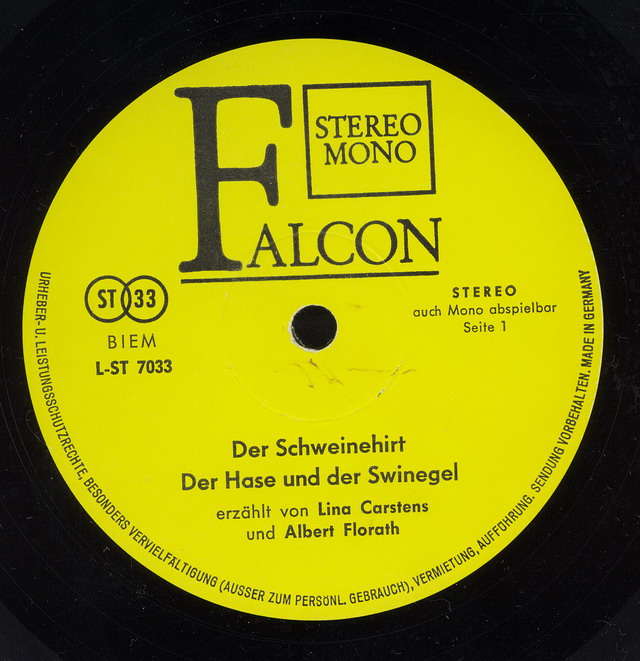 FALCON
STEREO
MONO
ST 33
BIEM
L-ST 7033
STEREO
auch Mono abspielbar
Seite 1
Der Schweinehirt
Der Hase und der Swinegel
erzählt von Lina Carstens
und Albert Florath
URHEBER- U. LEISTUNGSSCHUTZRECHTE, BESONDERS VERVIELFÄLTIGUNG (AUSSER ZUM PERSÖNL. GEBRAUCH), VERMIETUNG, AUFFÜHRUNG. SENDUNG VORBEHALTEN. MADE IN GERMANY